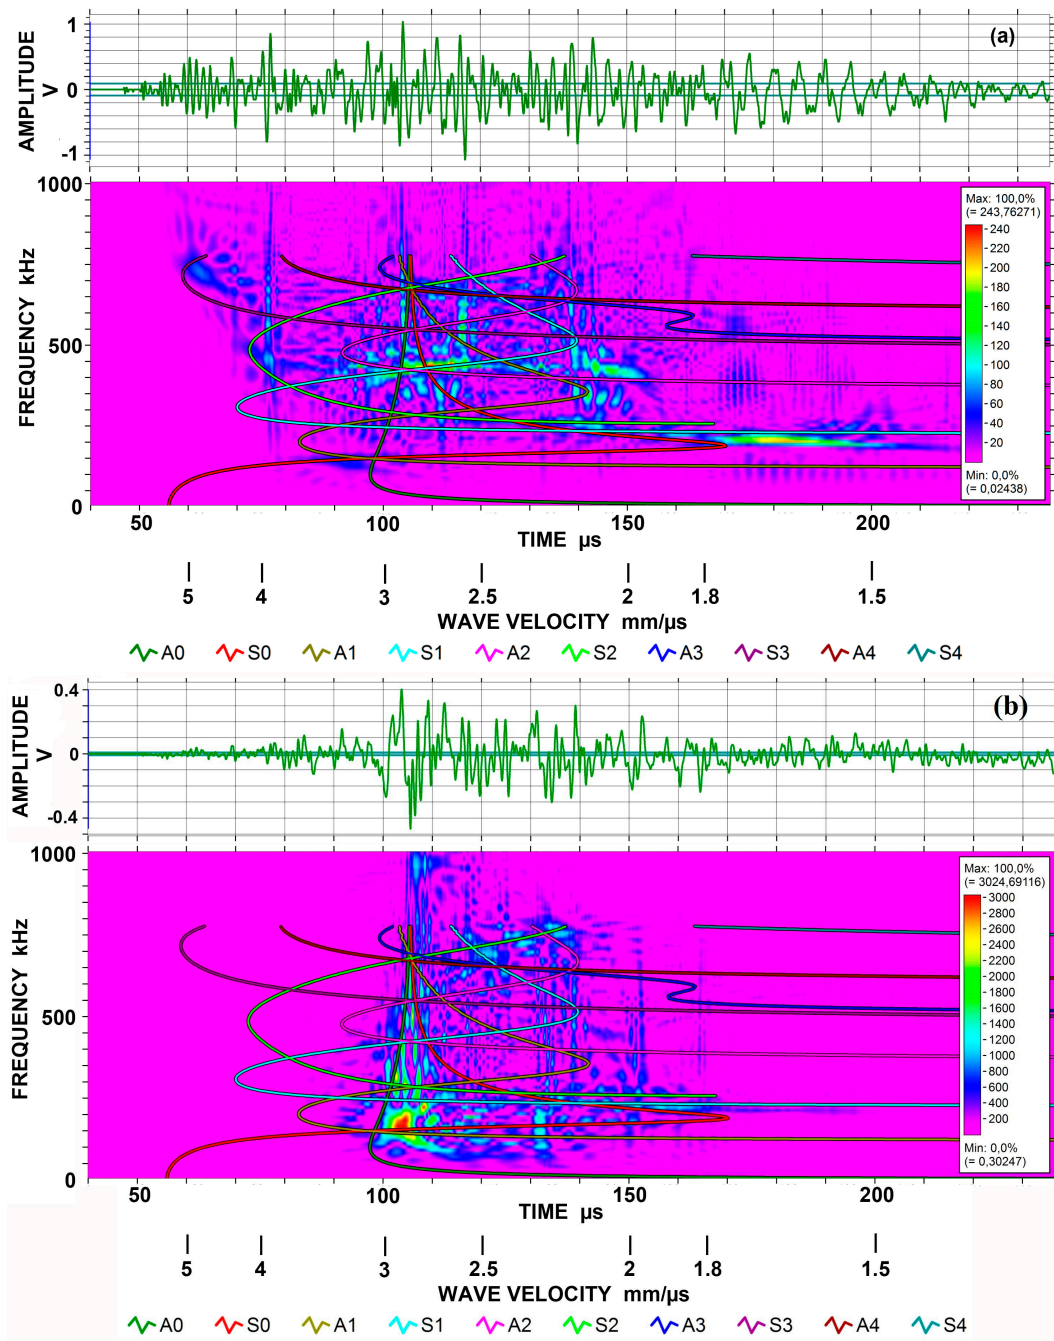 (a)
AMPLITUDE
V
1
0
-1
FREQUENCY kHz
1000
500
0
Max: 100,0%
(= 243,76271)
240
220
200
180
160
140
120
100
80
60
40
20
Min: 0,0%
(= 0,02438)
50 100 150 200
TIME µs
5 4 3 2.5 2 1.8 1.5
WAVE VELOCITY mm/µs
A0 S0 A1 S1 A2 S2 A3 S3 A4 S4
(b)
AMPLITUDE
V
0.4
0
-0.4
FREQUENCY kHz
1000
500
0
Max: 100,0%
(= 3024,69116)
3000
2800
2600
2400
2200
2000
1800
1600
1400
1200
1000
800
600
400
200
Min: 0,0%
(= 0,30247)
50 100 150 200
TIME µs
5 4 3 2.5 2 1.8 1.5
WAVE VELOCITY mm/µs
A0 S0 A1 S1 A2 S2 A3 S3 A4 S4